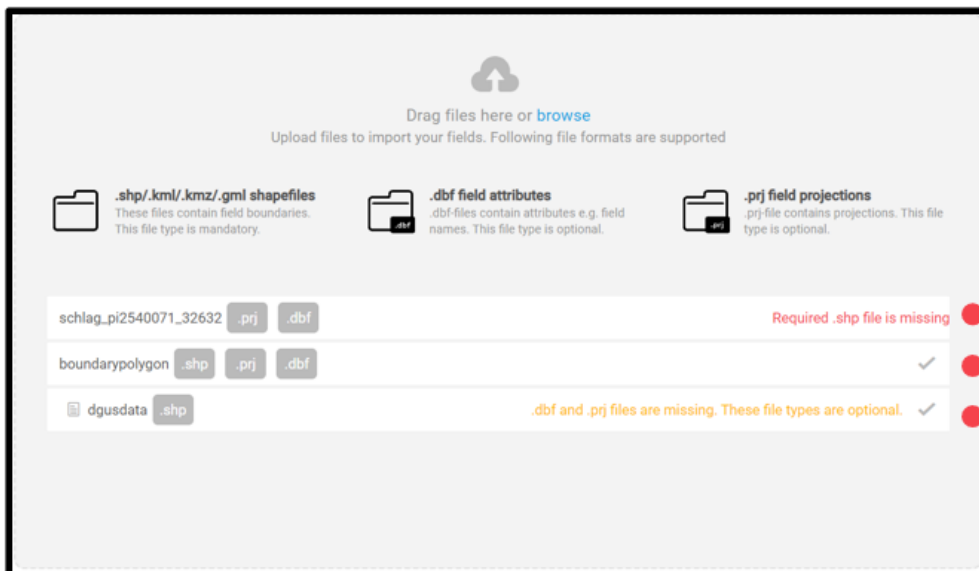 Drag files here or browse
Upload files to import your fields. Following file formats are supported
.shp/.kml/.kmz/.gml shapefiles
These files contain field boundaries.
This file type is mandatory.
.dbf
.dbf field attributes
.dbf-files contain attributes e.g. field
names. This file type is optional.
.prj
.prj field projections
.prj-file contains projections. This file
type is optional.
schlag_pi2540071_32632 .prj .dbf Required .shp file is missing
boundarypolygon .shp .prj .dbf
dgusdata .shp .dbf and .prj files are missing. These file types are optional.